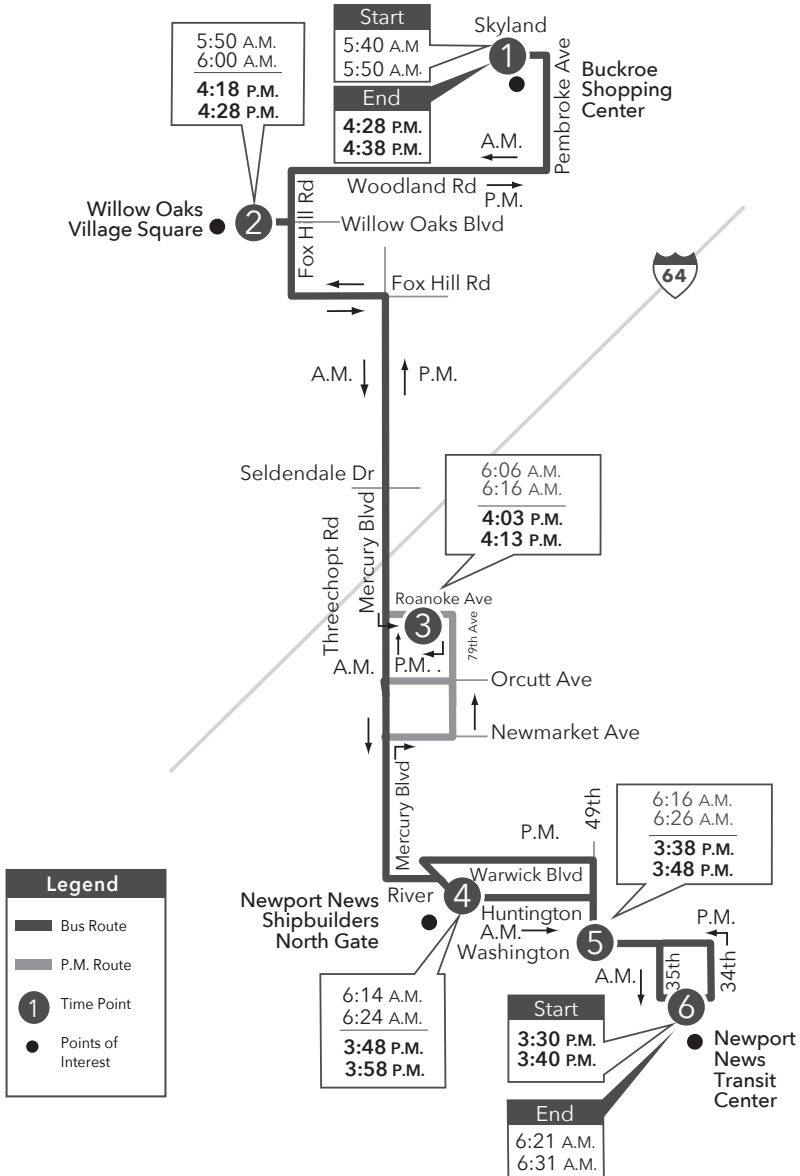 Start
5:40 A.M
5:50 A.M.
End
4:28 P.M.
4:38 P.M.
Skyland
1
Pembroke Ave
Buckroe
Shopping
Center
5:50 A.M.
6:00 A.M.
4:18 P.M.
4:28 P.M.
A.M.
Woodland Rd
P.M.
Willow Oaks
Village Square
2
Fox Hill Rd
Willow Oaks Blvd
Fox Hill Rd
64
A.M.
P.M.
Seldendale Dr
6:06 A.M.
6:16 A.M.
4:03 P.M.
4:13 P.M.
Threechopt Rd
Mercury Blvd
Roanoke Ave
3
79th Ave
A.M.
P.M. .
Orcutt Ave
Newmarket Ave
Mercury Blvd
49th
P.M.
6:16 A.M.
6:26 A.M.
3:38 P.M.
3:48 P.M.
Warwick Blvd
River
4
Newport News
Shipbuilders
North Gate
Huntington
A.M.
Washington
5
P.M.
A.M.
35th
34th
6
6:14 A.M.
6:24 A.M.
3:48 P.M.
3:58 P.M.
Start
3:30 P.M.
3:40 P.M.
End
6:21 A.M.
6:31 A.M.
Newport
News
Transit
Center
Legend
Bus Route
P.M. Route
1
Time Point
Points of
Interest